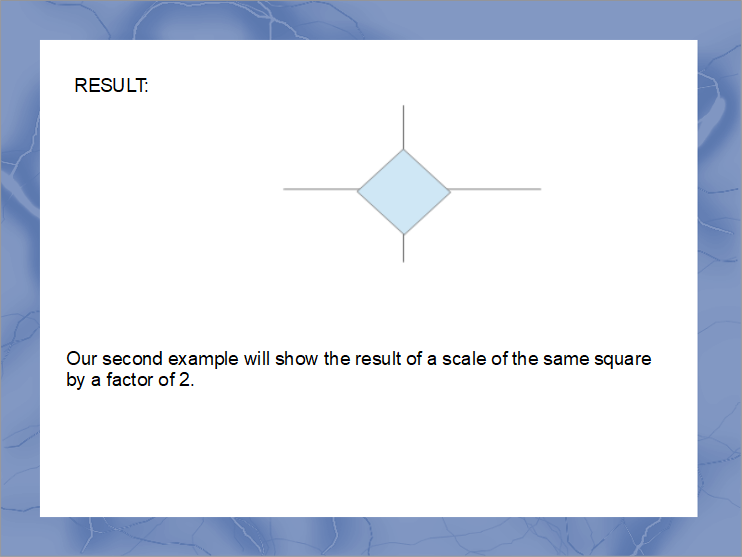 RESULT:
Our second example will show the result of a scale of the same square
by a factor of 2.